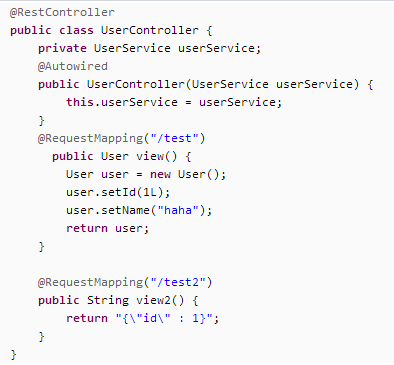 @RestController
public class UserController {
    private UserService userService;
    @Autowired
    public UserController(UserService userService) {
        this.userService = userService;
    }
    @RequestMapping("/test")
      public User view() {
        User user = new User();
        user.setId(1L);
        user.setName("haha");
        return user;
    }

    @RequestMapping("/test2")
    public String view2() {
        return "{\"id\" : 1}";
    }
}